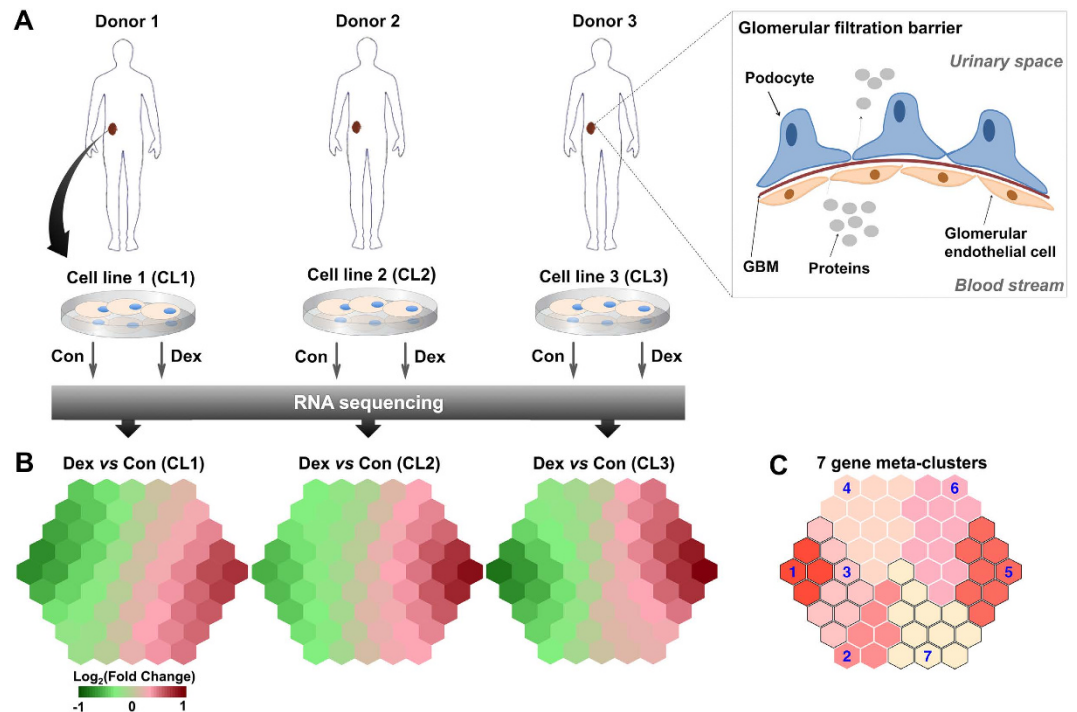 A
Donor 1
Donor 2
Donor 3
Glomerular filtration barrier
Urinary space
Podocyte
Glomerular
endothelial cell
GBM
Proteins
Blood stream
Cell line 1 (CL1)
Cell line 2 (CL2)
Cell line 3 (CL3)
Con
Dex
Con
Dex
Con
Dex
RNA sequencing
B
Dex vs Con (CL1)
Dex vs Con (CL2)
Dex vs Con (CL3)
Log2(Fold Change)
-1
0
1
C
7 gene meta-clusters
4
6
1
3
5
2
7